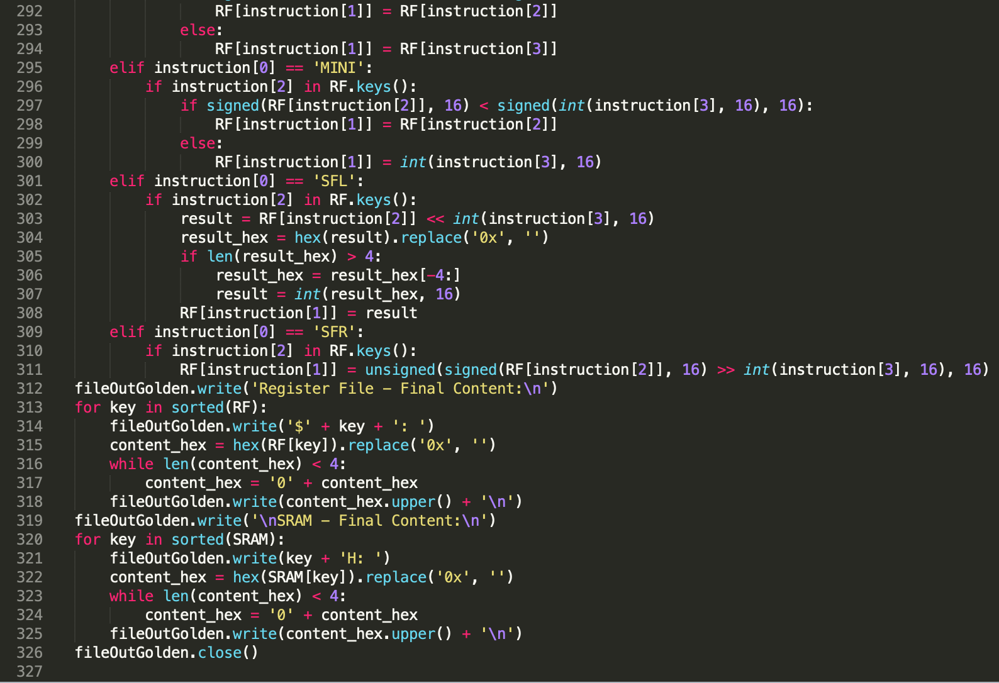 292 RF[instruction[1]] = RF[instruction[2]]
293 else:
294 RF[instruction[1]] = RF[instruction[3]]
295 elif instruction[0] == 'MINI':
296 if instruction[2] in RF.keys():
297 if signed(RF[instruction[2]], 16) < signed(int(instruction[3], 16), 16):
298 RF[instruction[1]] = RF[instruction[2]]
299 else:
300 RF[instruction[1]] = int(instruction[3], 16)
301 elif instruction[0] == 'SFL':
302 if instruction[2] in RF.keys():
303 result = RF[instruction[2]] << int(instruction[3], 16)
304 result_hex = hex(result).replace('0x', '')
305 if len(result_hex) > 4:
306 result_hex = result_hex[-4:]
307 result = int(result_hex, 16)
308 RF[instruction[1]] = result
309 elif instruction[0] == 'SFR':
310 if instruction[2] in RF.keys():
311 RF[instruction[1]] = unsigned(signed(RF[instruction[2]], 16) >> int(instruction[3], 16), 16)
312 fileOutGolden.write('Register File - Final Content:\n')
313 for key in sorted(RF):
314 fileOutGolden.write('$' + key + ': ')
315 content_hex = hex(RF[key]).replace('0x', '')
316 while len(content_hex) < 4:
317 content_hex = '0' + content_hex
318 fileOutGolden.write(content_hex.upper() + '\n')
319 fileOutGolden.write('\nSRAM - Final Content:\n')
320 for key in sorted(SRAM):
321 fileOutGolden.write(key + 'H: ')
322 content_hex = hex(SRAM[key]).replace('0x', '')
323 while len(content_hex) < 4:
324 content_hex = '0' + content_hex
325 fileOutGolden.write(content_hex.upper() + '\n')
326 fileOutGolden.close()
327